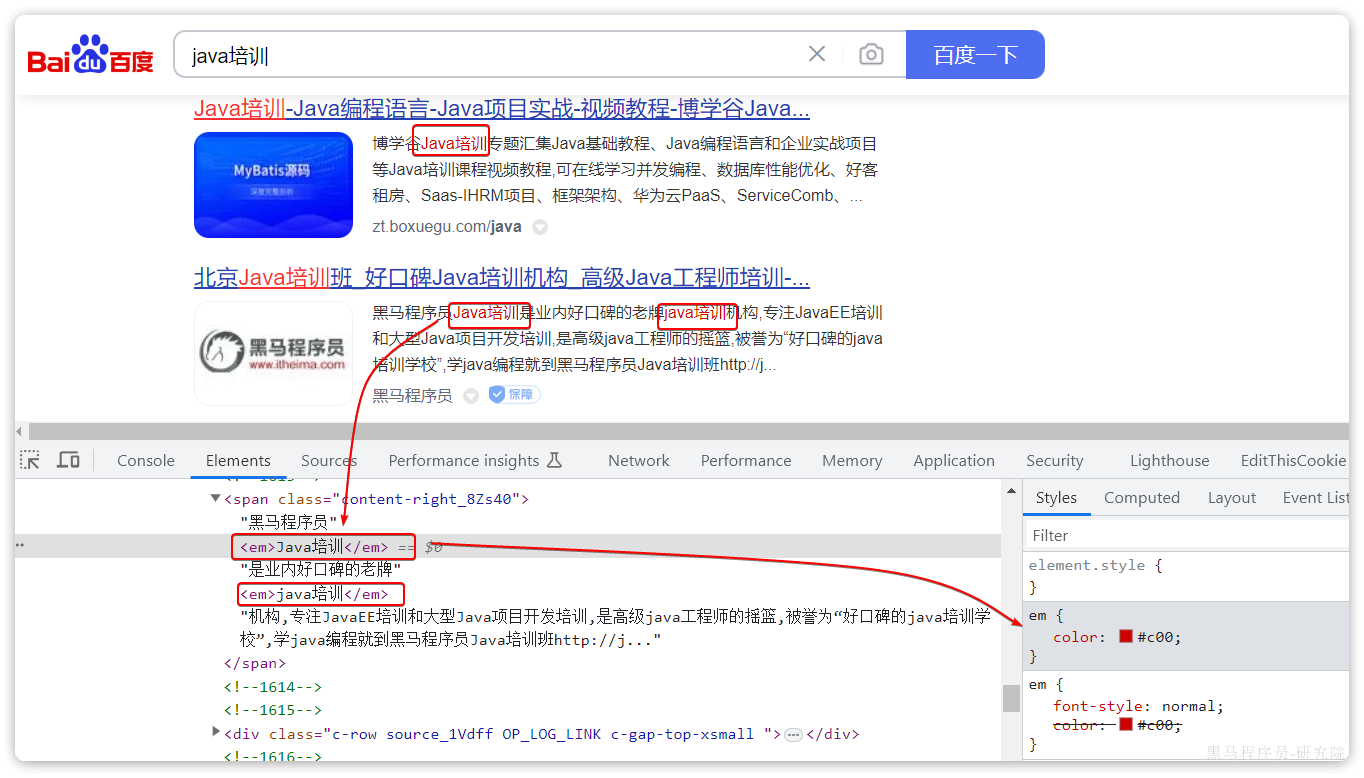 Bai du 百度
java培训
百度一下
Java培训-Java编程语言-Java项目实战-视频教程-博学谷Java...
MyBatis源码
深度完整剖析
博学谷Java培训专题汇集Java基础教程、Java编程语言和企业实战项目
等Java培训课程视频教程,可在线学习并发编程、数据库性能优化、好客
租房、Saas-IHRM项目、框架架构、华为云PaaS、ServiceComb、...
zt.boxuegu.com/java
北京Java培训班_好口碑Java培训机构_高级Java工程师培训-...
黑马程序员
www.itheima.com
黑马程序员Java培训是业内好口碑的老牌java培训机构,专注JavaEE培训
和大型Java项目开发培训,是高级java工程师的摇篮,被誉为“好口碑的java
培训学校”,学java编程就到黑马程序员Java培训班http://j...
黑马程序员
保障
Console Elements Sources Performance insights Network Performance Memory Application Security Lighthouse EditThisCookie
<!--1613-->
<span class="content-right_8Zs40">
"黑马程序员"
<em>Java培训</em> == $0
"是业内好口碑的老牌"
<em>java培训</em>
"机构,专注JavaEE培训和大型Java项目开发培训,是高级java工程师的摇篮,被誉为“好口碑的java培训学
校”,学java编程就到黑马程序员Java培训班http://j..."
</span>
<!--1614-->
<!--1615-->
<div class="c-row source_1Vdff OP_LOG_LINK c-gap-top-xsmall ">…</div>
<!--1616-->
Styles Computed Layout Event List
Filter
element.style {
}
em {
color: #c00;
}
em {
font-style: normal;
color: #c00;
}
黑马程序员-研究院